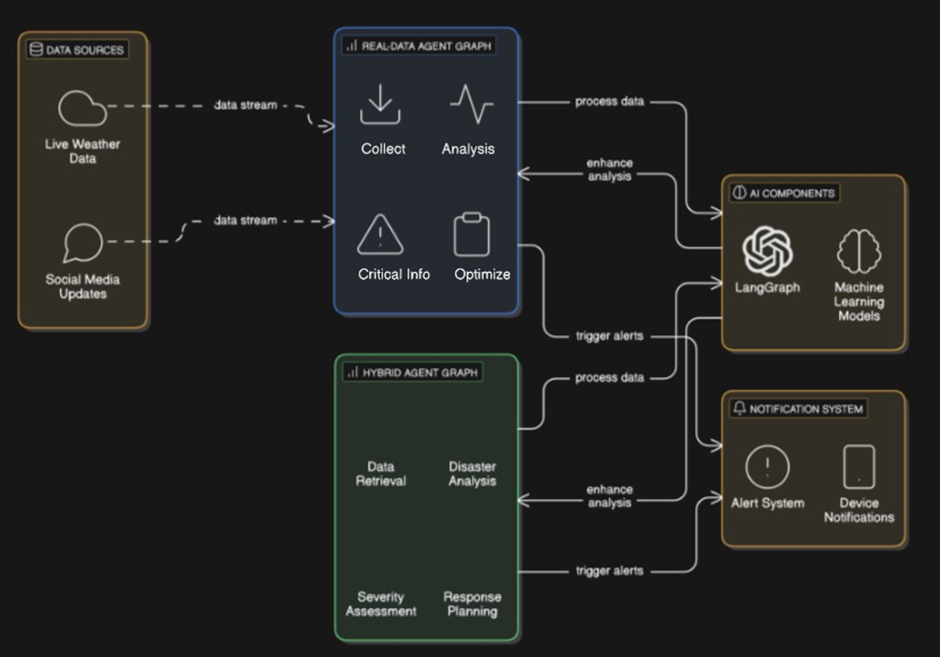 DATA SOURCES
Live Weather
Data
Social Media
Updates
data stream
data stream
REAL-DATA AGENT GRAPH
Collect
Analysis
Critical Info
Optimize
HYBRID AGENT GRAPH
Data
Retrieval
Disaster
Analysis
Severity
Assessment
Response
Planning
process data
enhance
analysis
trigger alerts
process data
enhance
analysis
trigger alerts
AI COMPONENTS
LangGraph
Machine
Learning
Models
NOTIFICATION SYSTEM
Alert System
Device
Notifications